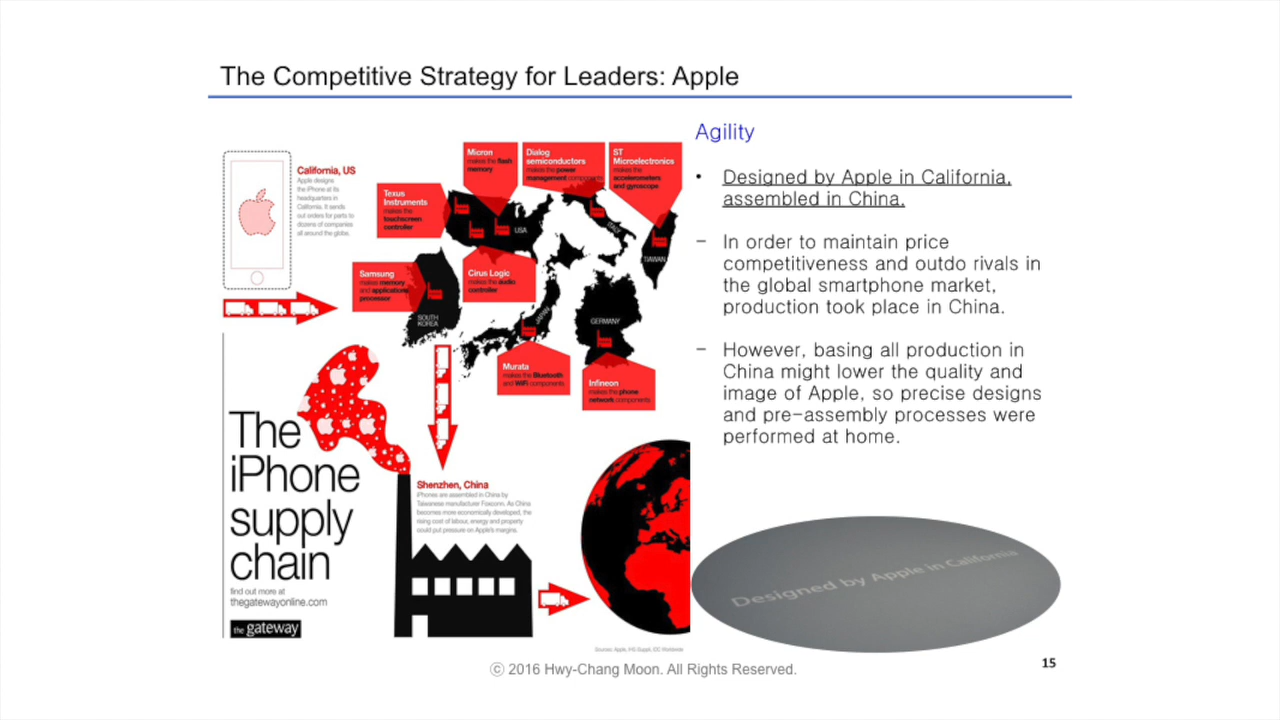 The Competitive Strategy for Leaders: Apple
California, US
Apple designs
the iPhone at its
headquarters in
California. It sends
out orders for parts to
dozens of companies
all around the globe.
Micron
makes the flash
memory
Dialog
semiconductors
makes the power
management components
ST
Microelectronics
makes the
accelerometers
and gyroscope
Texus
Instruments
makes the
touchscreen
controller
USA
ITALY
TAIWAN
Samsung
makes memory
and applications
processor
Cirus Logic
makes the audio
controller
SOUTH
KOREA
JAPAN
GERMANY
Murata
makes the Bluetooth
and WiFi components
Infineon
makes the phone
network components
The
iPhone
supply
chain
find out more at
thegatewayonline.com
the gateway
Shenzhen, China
iPhones are assembled in China by
Taiwanese manufacturer Foxconn. As China
becomes more economically developed, the
rising cost of labour, energy and property
could put pressure on Apple's margins.
Sources: Apple, IHS iSuppli, IDC Worldwide
Agility
• Designed by Apple in California,
assembled in China.
– In order to maintain price
competitiveness and outdo rivals in
the global smartphone market,
production took place in China.
– However, basing all production in
China might lower the quality and
image of Apple, so precise designs
and pre-assembly processes were
performed at home.
Designed by Apple in California
ⓒ 2016 Hwy-Chang Moon. All Rights Reserved.
15